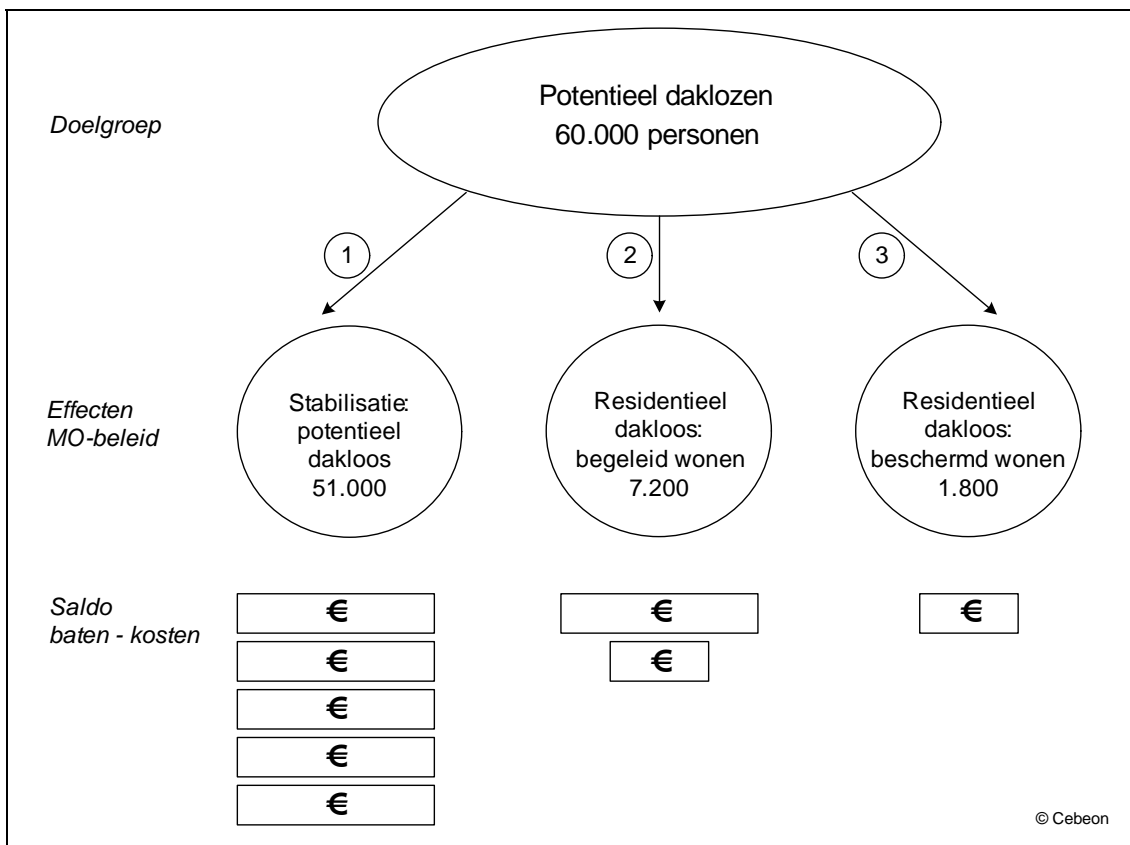 Doelgroep
Potentieel daklozen
60.000 personen
1
2
3
Effecten
MO-beleid
Stabilisatie:
potentieel
dakloos
51.000
Residentieel
dakloos:
begeleid wonen
7.200
Residentieel
dakloos:
beschermd wonen
1.800
Saldo
baten - kosten
€
€
€
€
€
€
€
€
© Cebeon